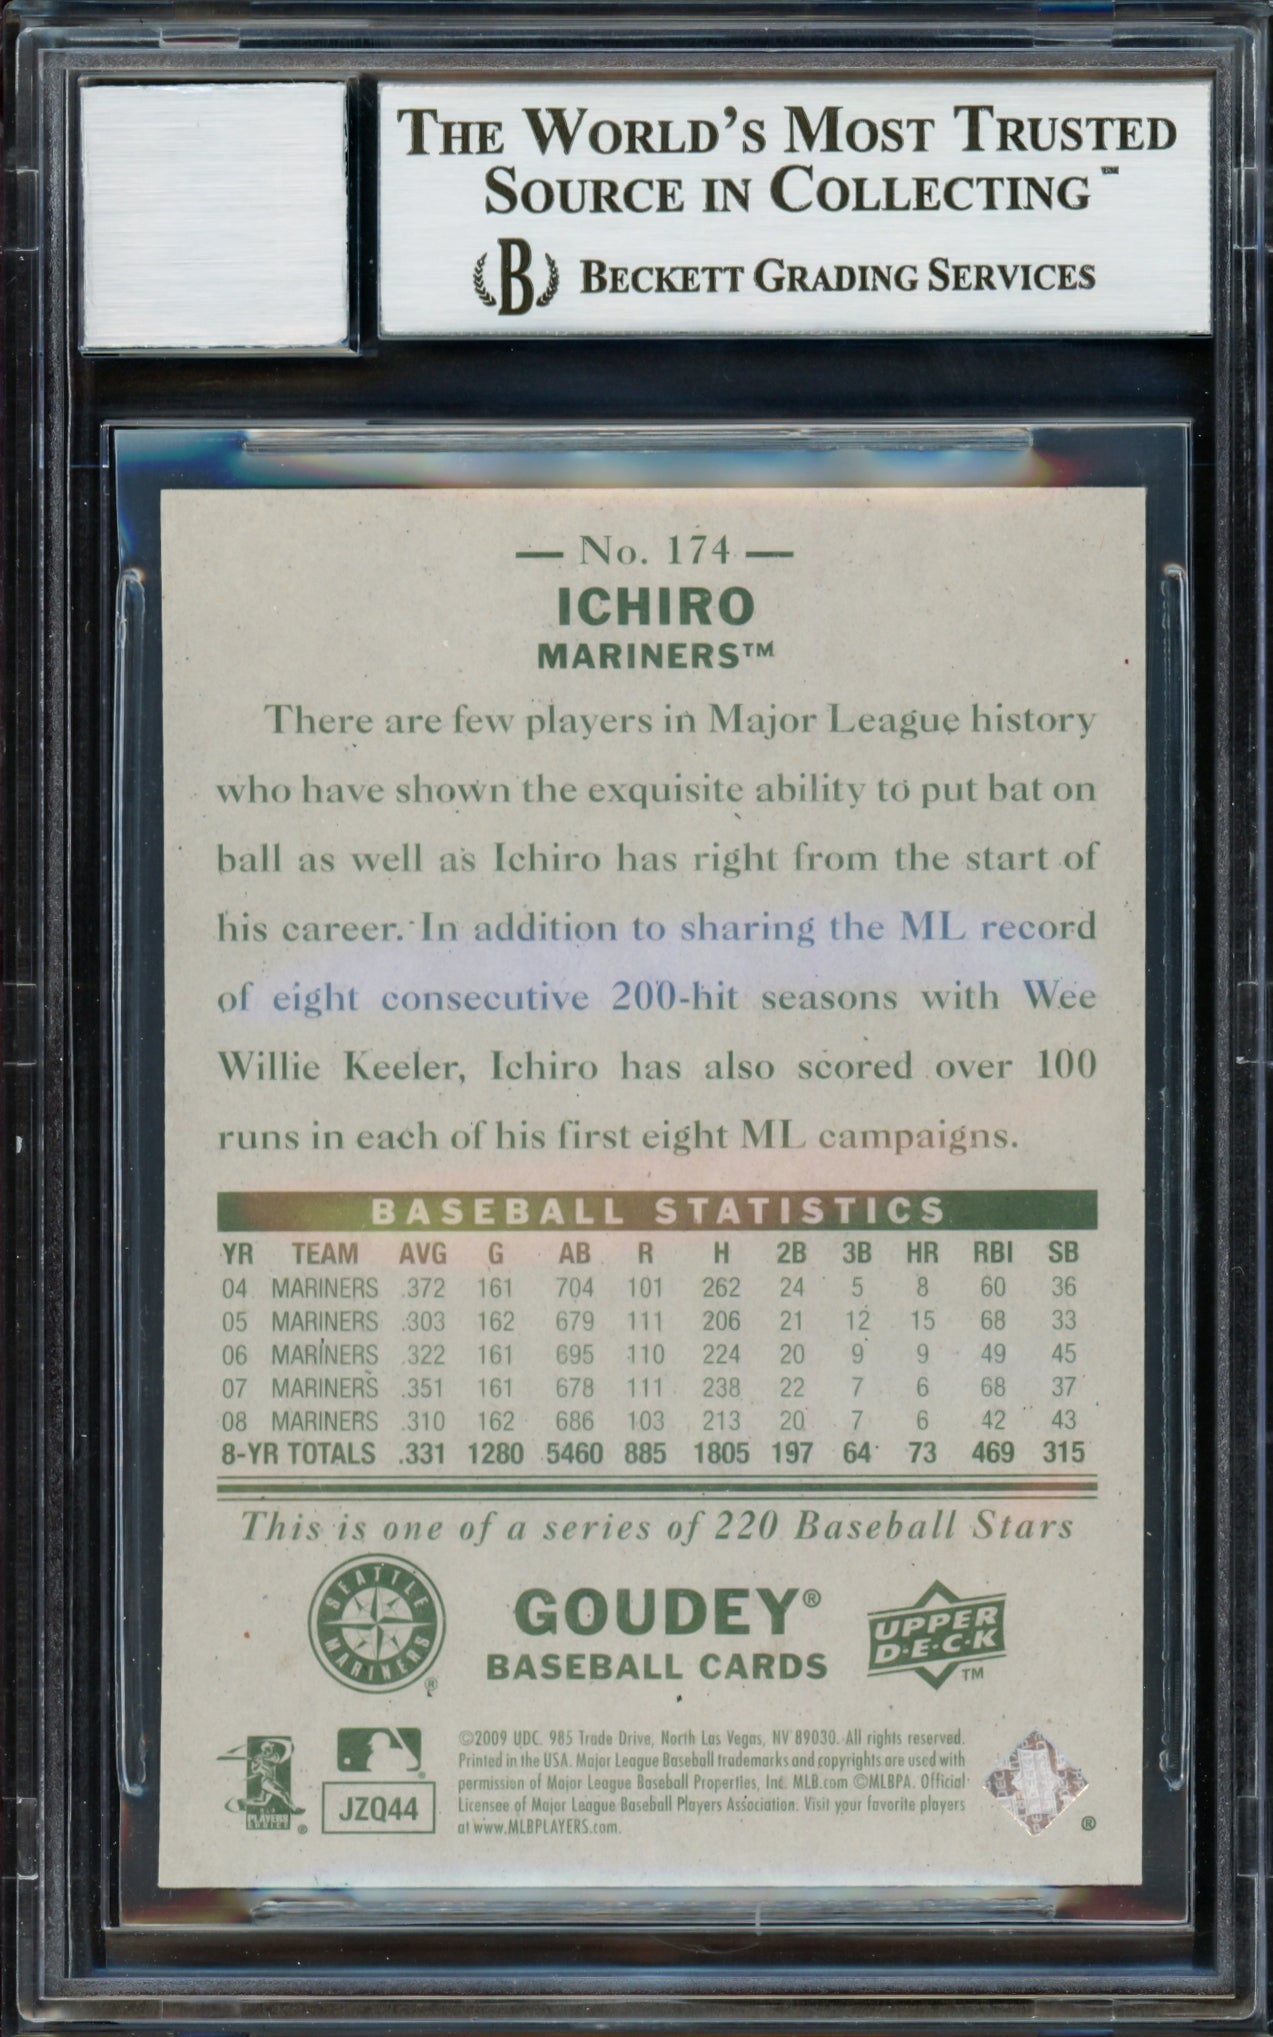 THE WORLD'S MOST TRUSTED
SOURCE IN COLLECTING™
B BECKETT GRADING SERVICES
— No. 174 —
ICHIRO
MARINERS™
There are few players in Major League history
who have shown the exquisite ability to put bat on
ball as well as Ichiro has right from the start of
his career. In addition to sharing the ML record
of eight consecutive 200-hit seasons with Wee
Willie Keeler, Ichiro has also scored over 100
runs in each of his first eight ML campaigns.
BASEBALL STATISTICS
YR TEAM AVG G AB R H 2B 3B HR RBI SB
04 MARINERS .372 161 704 101 262 24 5 8 60 36
05 MARINERS .303 162 679 111 206 21 12 15 68 33
06 MARINERS .322 161 695 110 224 20 9 9 49 45
07 MARINERS .351 161 678 111 238 22 7 6 68 37
08 MARINERS .310 162 686 103 213 20 7 6 42 43
8-YR TOTALS .331 1280 5460 885 1805 197 64 73 469 315
This is one of a series of 220 Baseball Stars
SEATTLE MARINERS ®
GOUDEY®
BASEBALL CARDS
UPPER D·E·C·K ™
©2009 UDC. 985 Trade Drive, North Las Vegas, NV 89030. All rights reserved.
Printed in the USA. Major League Baseball trademarks and copyrights are used with
permission of Major League Baseball Properties, Inc. MLB.com ©MLBPA. Official
Licensee of Major League Baseball Players Association. Visit your favorite players
at www.MLBPLAYERS.com.
PLAYERS CHOICE ®
JZQ44
®